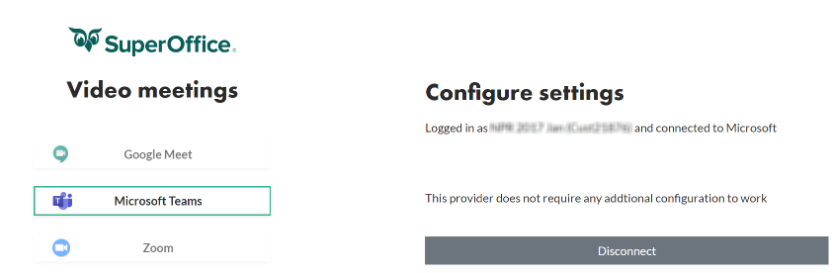 SuperOffice.
Video meetings
Google Meet
Microsoft Teams
Zoom
Configure settings
Logged in as and connected to Microsoft
This provider does not require any addtional configuration to work
Disconnect